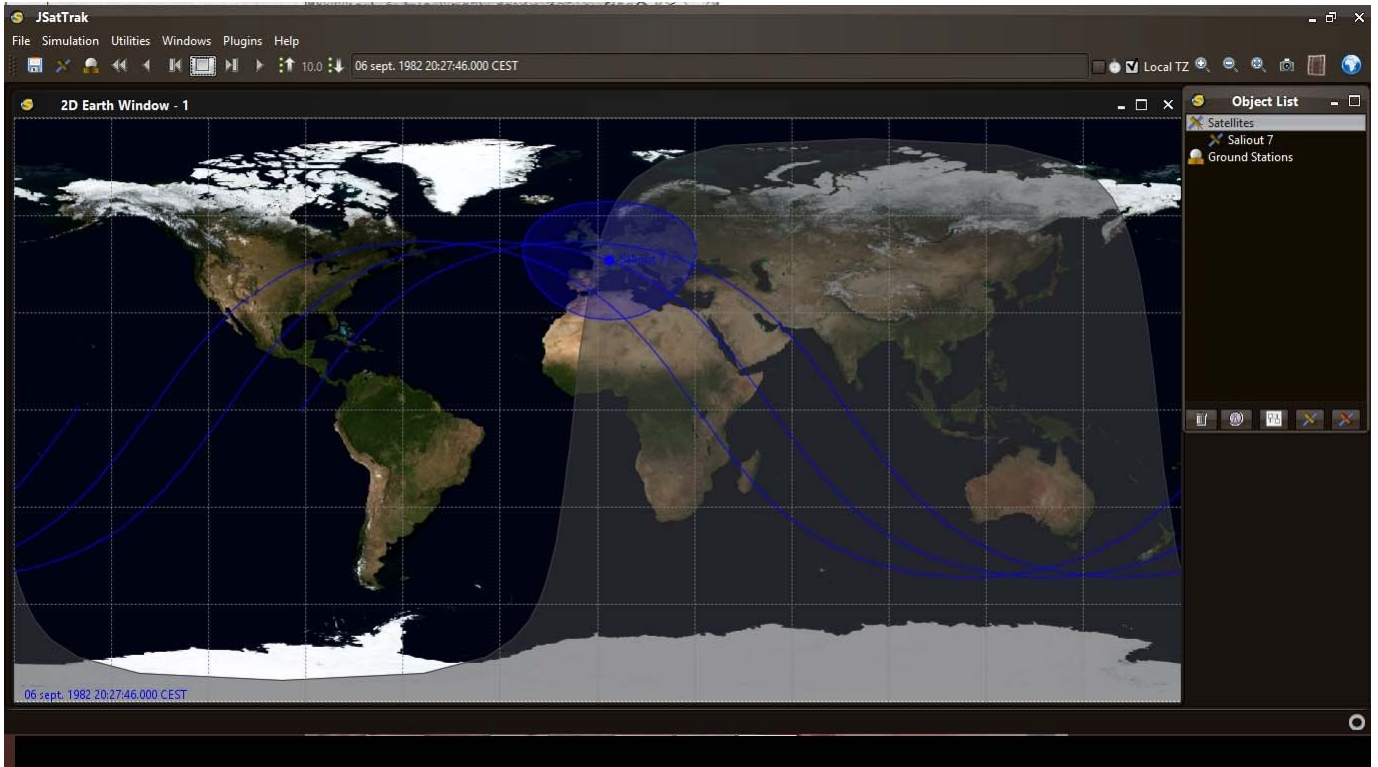 JSatTrak
File Simulation Utilities Windows Plugins Help
10.0 06 sept. 1982 20:27:46.000 CEST Local TZ
2D Earth Window - 1
Object List
Satellites
Saliout 7
Ground Stations
Saliout 7
06 sept. 1982 20:27:46.000 CEST